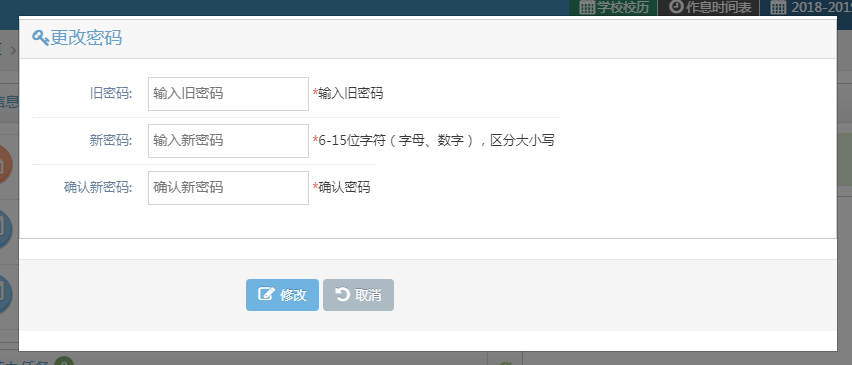 学校校历 作息时间表 2018-201
更改密码
信息
旧密码: 输入旧密码 *输入旧密码
新密码: 输入新密码 *6-15位字符（字母、数字），区分大小写
确认新密码: 确认新密码 *确认密码
修改 取消